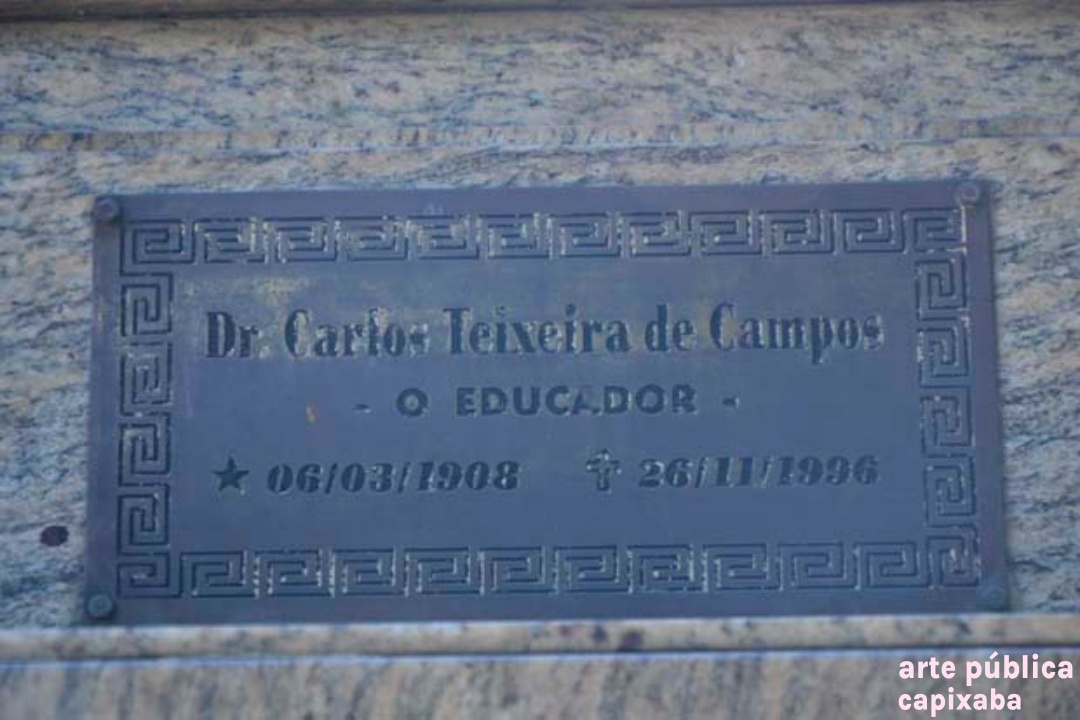 Dr. Carlos Teixeira de Campos
- O EDUCADOR -
★ 06/03/1908 ✝ 26/11/1996
arte pública
capixaba